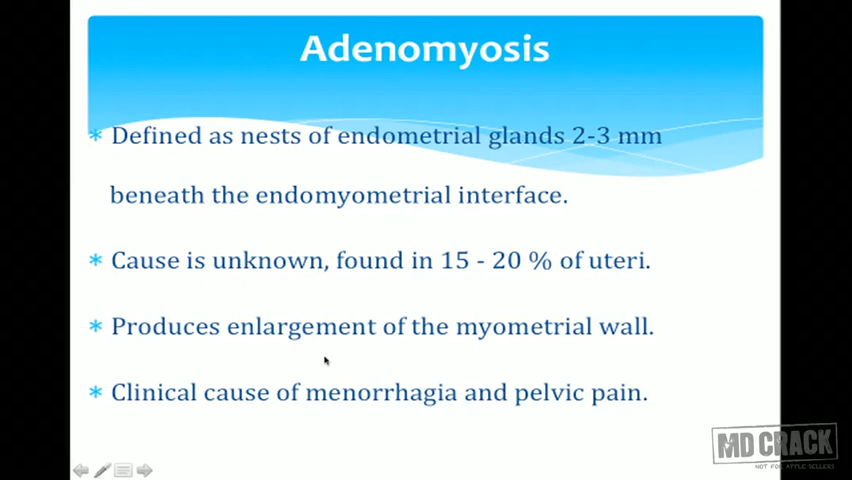 Adenomyosis
* Defined as nests of endometrial glands 2-3 mm
beneath the endomyometrial interface.
* Cause is unknown, found in 15 - 20 % of uteri.
* Produces enlargement of the myometrial wall.
* Clinical cause of menorrhagia and pelvic pain.
MD CRACK
NOT FOR APPLE SELLERS